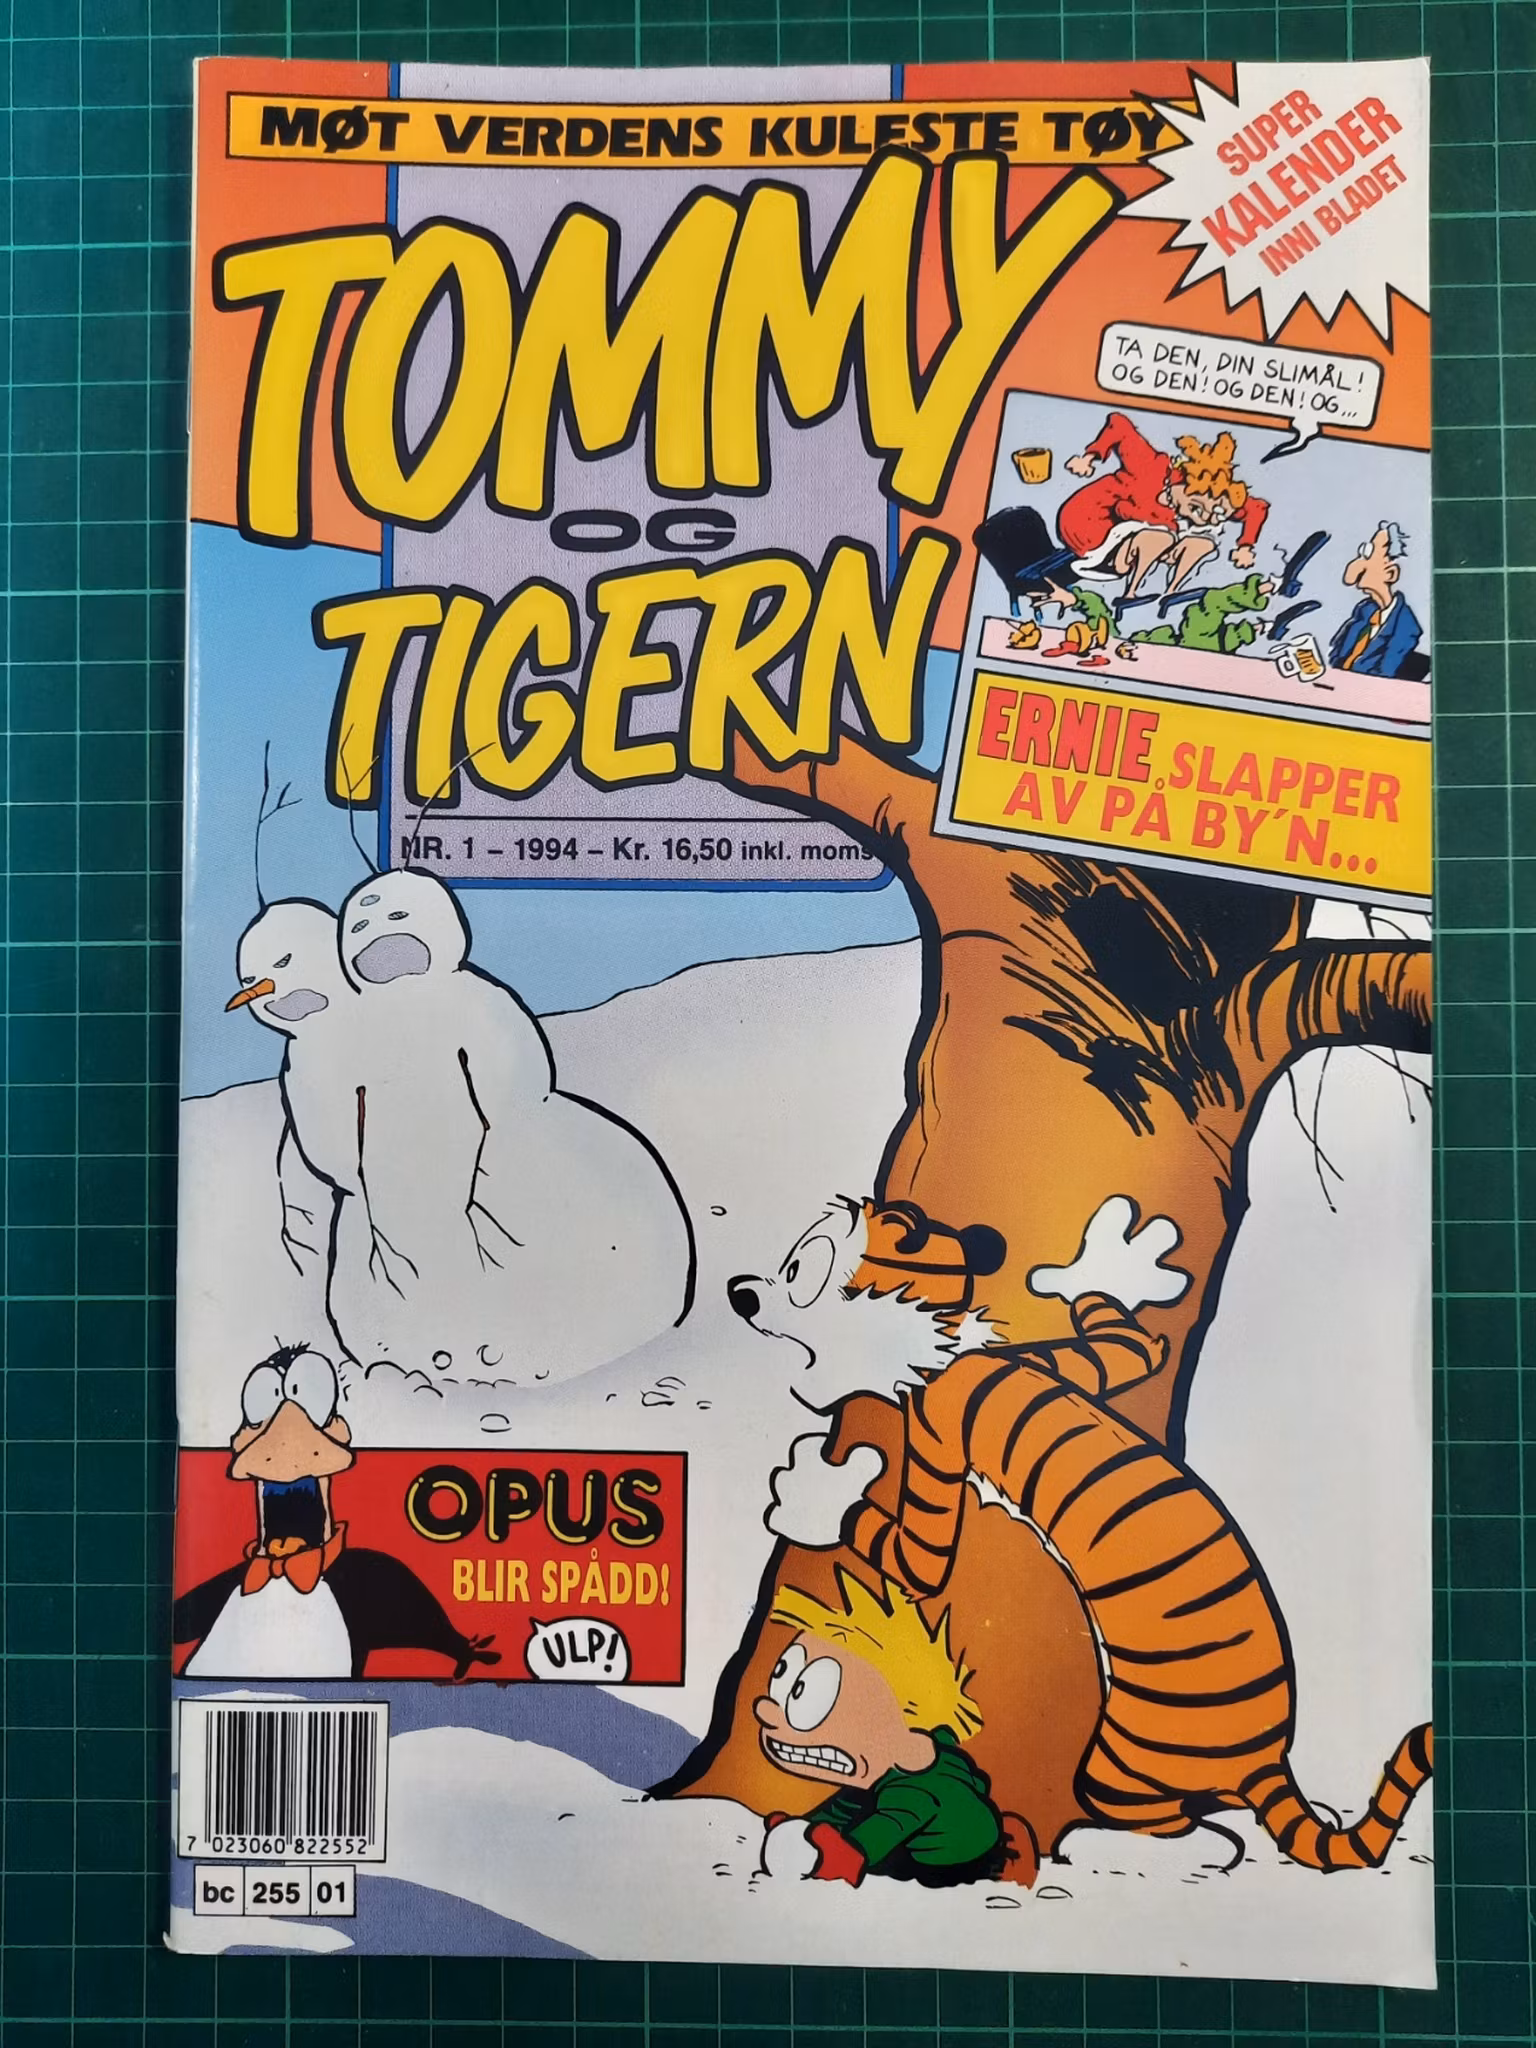 MØT VERDENS KULESTE TØY
SUPER
KALENDER
INNI BLADET
TOMMY
OG
TIGERN
NR. 1 – 1994 – Kr. 16,50 inkl. moms
TA DEN, DIN SLIMÅL!
OG DEN! OG DEN! OG...
ERNIE SLAPPER
AV PÅ BY'N...
OPUS
BLIR SPÅDD!
ULP!
7 023060 822552
bc 255 01